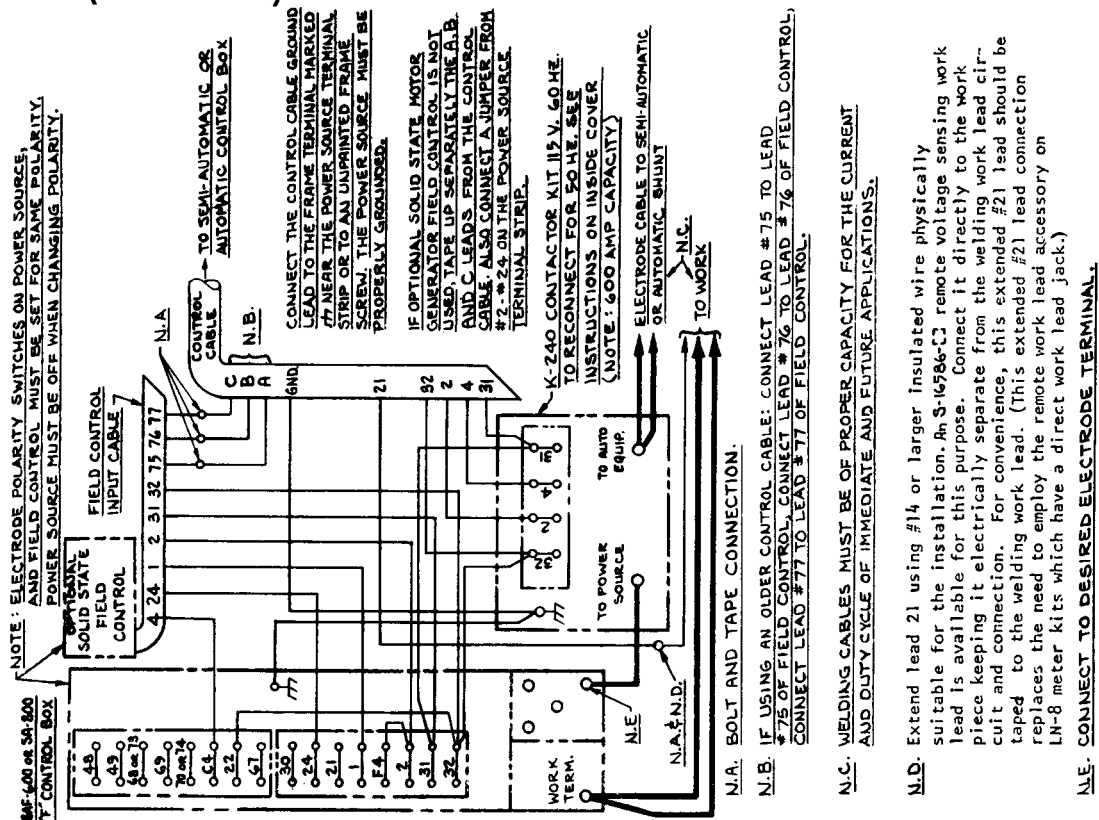 NOTE: ELECTRODE POLARITY SWITCHES ON POWER SOURCE,
AND FIELD CONTROL MUST BE SET FOR SAME POLARITY.
POWER SOURCE MUST BE OFF WHEN CHANGING POLARITY.
SAF-600 OR SA-800
"F" CONTROL BOX
OPTIONAL
SOLID STATE
FIELD
CONTROL
FIELD CONTROL
INPUT CABLE
4 24 1 2 31 32 75 76 77
N.A
CONTROL
CABLE
TO SEMI-AUTOMATIC OR
AUTOMATIC CONTROL BOX
C
B
A
N.B.
GND
21
32
2
4
31
CONNECT THE CONTROL CABLE GROUND
LEAD TO THE FRAME TERMINAL MARKED
NEAR THE POWER SOURCE TERMINAL
STRIP OR TO AN UNPAINTED FRAME
SCREW. THE POWER SOURCE MUST BE
PROPERLY GROUNDED.
IF OPTIONAL SOLID STATE MOTOR
GENERATOR FIELD CONTROL IS NOT
USED, TAPE UP SEPARATELY THE A, B
AND C LEADS FROM THE CONTROL
CABLE. ALSO CONNECT A JUMPER FROM
#2-#24 ON THE POWER SOURCE
TERMINAL STRIP.
K-240 CONTACTOR KIT 115 V. 60 HZ.
TO RECONNECT FOR 50 HZ. SEE
INSTRUCTIONS ON INSIDE COVER
(NOTE: 600 AMP CAPACITY)
48
49
68 OR 73
69
70 OR 74
C4
22
67
30
24
21
1
F4
2
31
32
32 2 4 31
TO POWER
SOURCE
TO AUTO
EQUIP.
ELECTRODE CABLE TO SEMI-AUTOMATIC
OR AUTOMATIC SHUNT
N.C.
TO WORK
WORK
TERM.
N.E
N.A.& N.D.
N.A. BOLT AND TAPE CONNECTION.
N.B. IF USING AN OLDER CONTROL CABLE: CONNECT LEAD #75 TO LEAD
#75 OF FIELD CONTROL, CONNECT LEAD #76 TO LEAD #76 OF FIELD CONTROL,
CONNECT LEAD #77 TO LEAD #77 OF FIELD CONTROL.
N.C. WELDING CABLES MUST BE OF PROPER CAPACITY FOR THE CURRENT
AND DUTY CYCLE OF IMMEDIATE AND FUTURE APPLICATIONS.
N.D. Extend lead 21 using #14 or larger insulated wire physically
suitable for the installation. An S-16586-[ ] remote voltage sensing work
lead is available for this purpose. Connect it directly to the work
piece keeping it electrically separate from the welding work lead cir-
cuit and connection. For convenience, this extended #21 lead should be
taped to the welding work lead. (This extended #21 lead connection
replaces the need to employ the remote work lead accessory on
LN-8 meter kits which have a direct work lead jack.)
N.E. CONNECT TO DESIRED ELECTRODE TERMINAL.